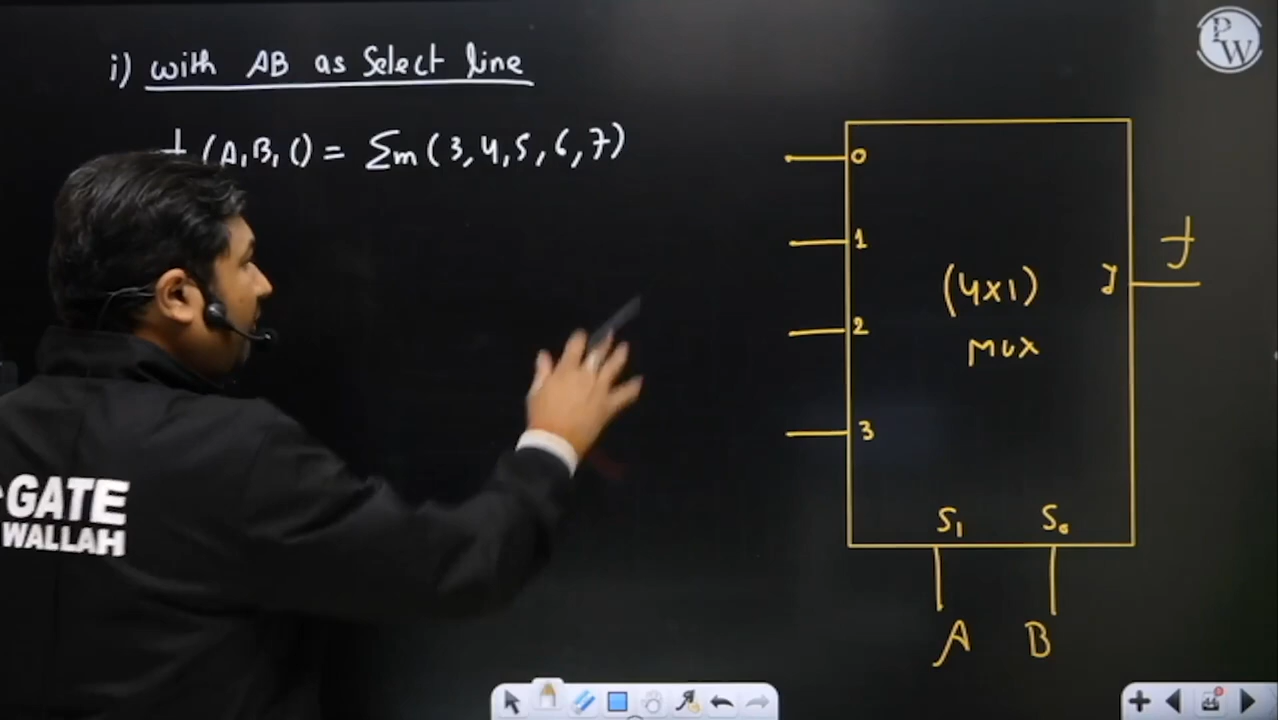 i) with AB as Select line
f (A,B,C) = Σm (3,4,5,6,7)
PW
0
1
2
3
(4x1)
MUX
y
f
S₁ S₀
A B
GATE
WALLAH